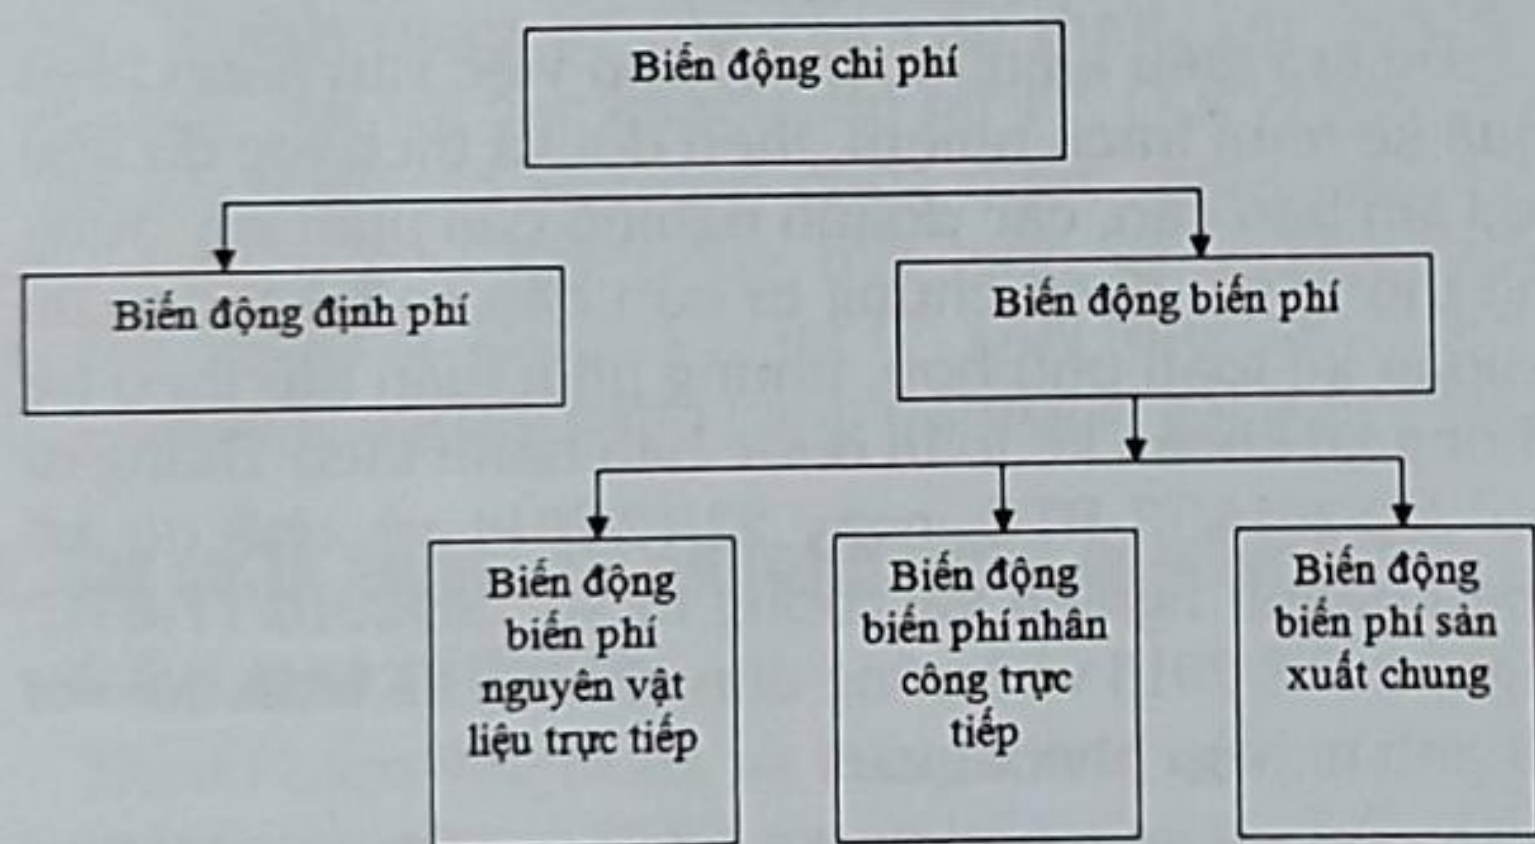 Biến động chi phí
Biến động định phí
Biến động biến phí
Biến động
biến phí
nguyên vật
liệu trực tiếp
Biến động
biến phí nhân
công trực
tiếp
Biến động
biến phí sản
xuất chung